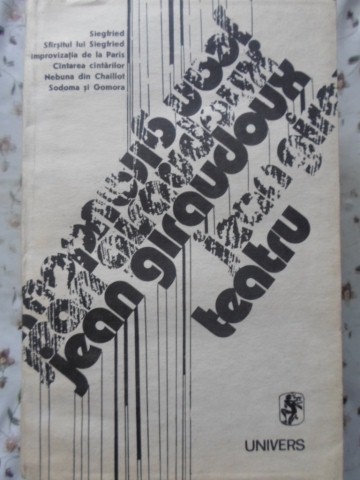 Siegfried
Sfîrşitul lui Siegfried
Improvizaţia de la Paris
Cîntarea cîntărilor
Nebuna din Chaillot
Sodoma şi Gomora
jean giraudoux
teatru
UNIVERS